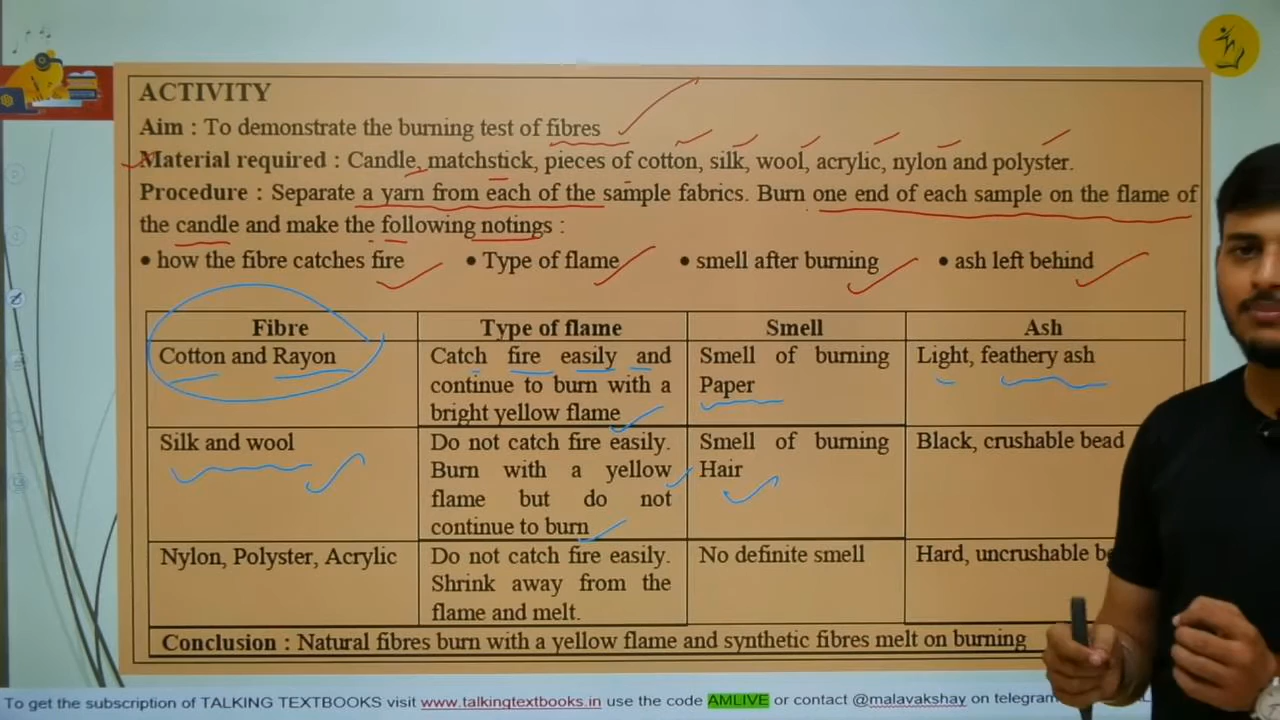 ACTIVITY
Aim : To demonstrate the burning test of fibres
Material required : Candle, matchstick, pieces of cotton, silk, wool, acrylic, nylon and polyster.
Procedure : Separate a yarn from each of the sample fabrics. Burn one end of each sample on the flame of
the candle and make the following notings :
• how the fibre catches fire • Type of flame • smell after burning • ash left behind
Fibre Type of flame Smell Ash
Cotton and Rayon Catch fire easily and Smell of burning Light, feathery ash
continue to burn with a Paper
bright yellow flame
Silk and wool Do not catch fire easily. Smell of burning Black, crushable bead
Burn with a yellow Hair
flame but do not
continue to burn
Nylon, Polyster, Acrylic Do not catch fire easily. No definite smell Hard, uncrushable
Shrink away from the
flame and melt.
Conclusion : Natural fibres burn with a yellow flame and synthetic fibres melt on burning
To get the subscription of TALKING TEXTBOOKS visit www.talkingtextbooks.in use the code AMLIVE or contact @malavakshay on telegram